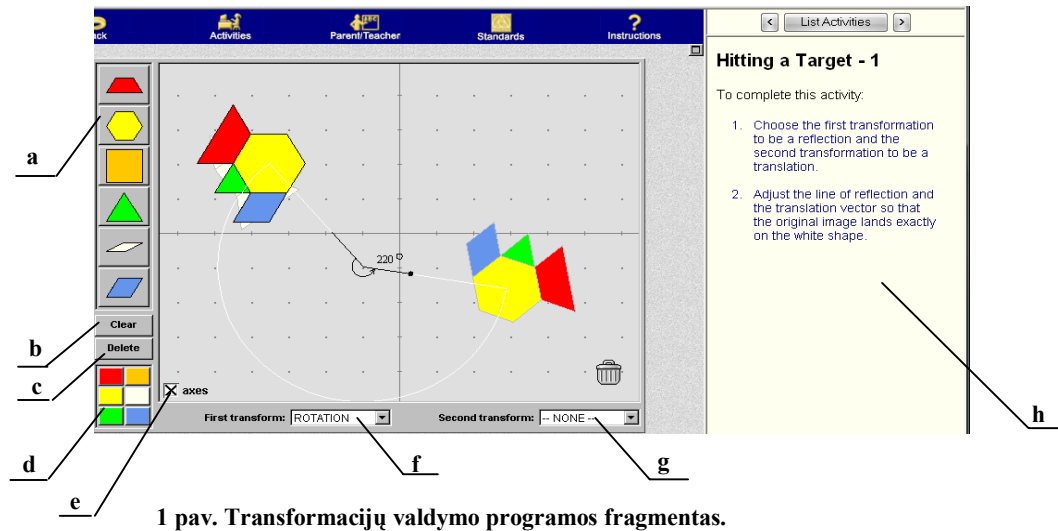 ack
Activities
Parent/Teacher
Standards
Instructions
List Activities
Hitting a Target - 1
To complete this activity:
1. Choose the first transformation
to be a reflection and the
second transformation to be a
translation.
2. Adjust the line of reflection and
the translation vector so that
the original image lands exactly
on the white shape.
a
220 °
Clear
b
Delete
c
axes
First transform: ROTATION
Second transform: -- NONE --
h
d
f
g
e
1 pav. Transformacijų valdymo programos fragmentas.